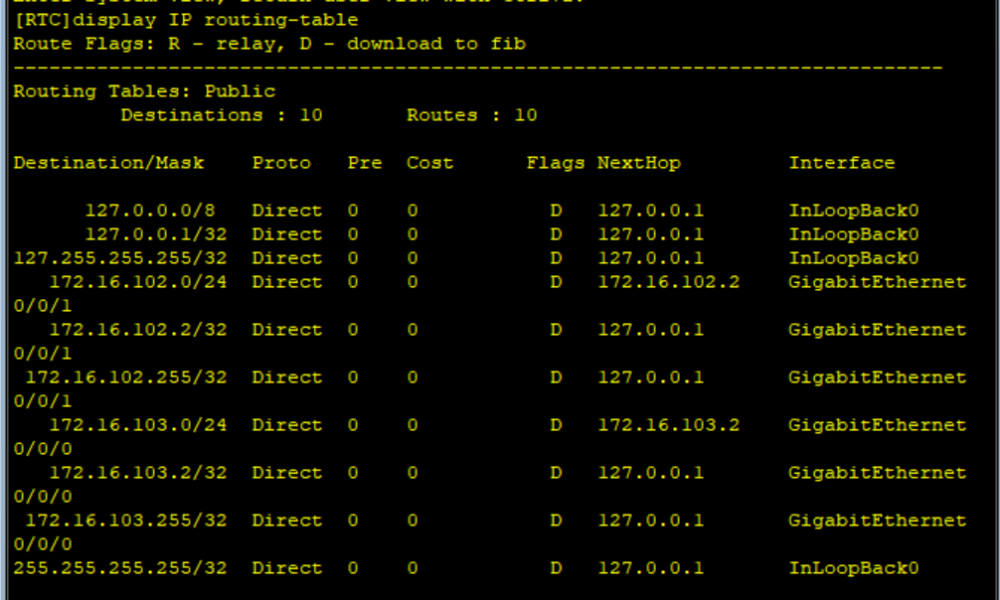 [RTC]display IP routing-table
Route Flags: R - relay, D - download to fib
------------------------------------------------------------------------------
Routing Tables: Public
         Destinations : 10       Routes : 10

Destination/Mask    Proto   Pre  Cost      Flags NextHop         Interface

      127.0.0.0/8   Direct  0    0           D   127.0.0.1       InLoopBack0
      127.0.0.1/32  Direct  0    0           D   127.0.0.1       InLoopBack0
127.255.255.255/32  Direct  0    0           D   127.0.0.1       InLoopBack0
   172.16.102.0/24  Direct  0    0           D   172.16.102.2    GigabitEthernet
0/0/1
   172.16.102.2/32  Direct  0    0           D   127.0.0.1       GigabitEthernet
0/0/1
 172.16.102.255/32  Direct  0    0           D   127.0.0.1       GigabitEthernet
0/0/1
   172.16.103.0/24  Direct  0    0           D   172.16.103.2    GigabitEthernet
0/0/0
   172.16.103.2/32  Direct  0    0           D   127.0.0.1       GigabitEthernet
0/0/0
 172.16.103.255/32  Direct  0    0           D   127.0.0.1       GigabitEthernet
0/0/0
255.255.255.255/32  Direct  0    0           D   127.0.0.1       InLoopBack0